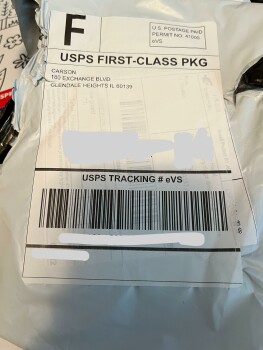 F
U.S. POSTAGE PAID
PERMIT NO. 41000
eVS
USPS FIRST-CLASS PKG
CARSON
180 EXCHANGE BLVD
GLENDALE HEIGHTS IL 60139
USPS TRACKING # eVS